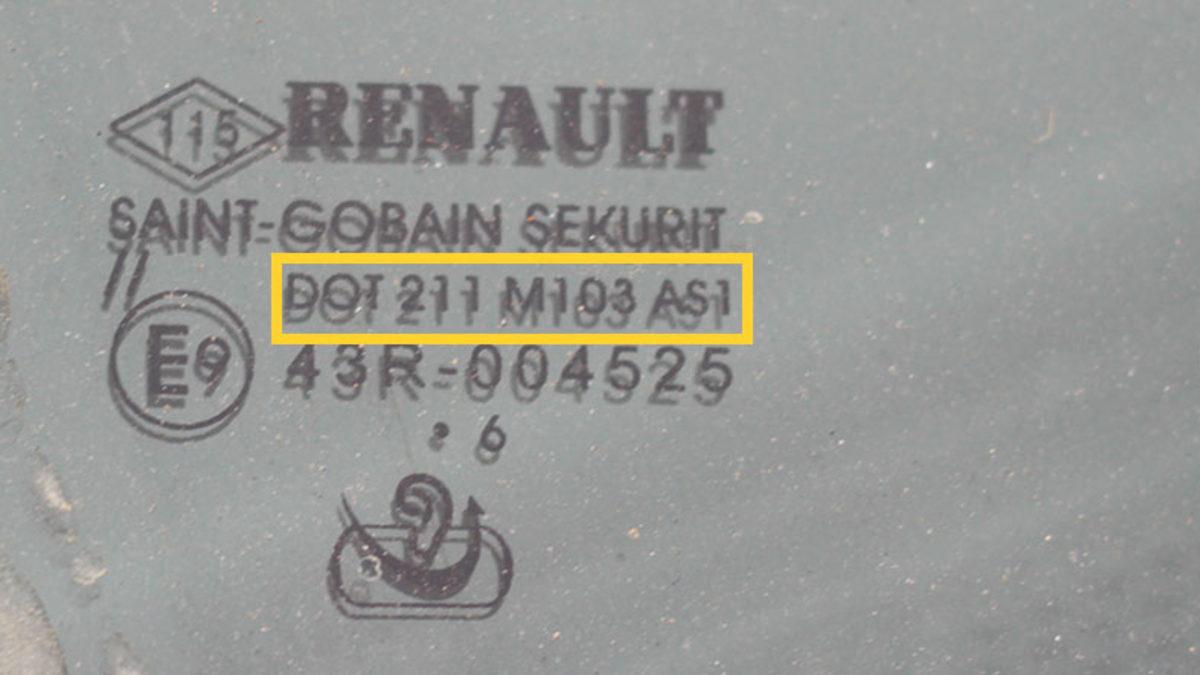 115 RENAULT
SAINT-GOBAIN SEKURIT
//
DOT 211 M103 AS1
E9 43R-004525
. 6